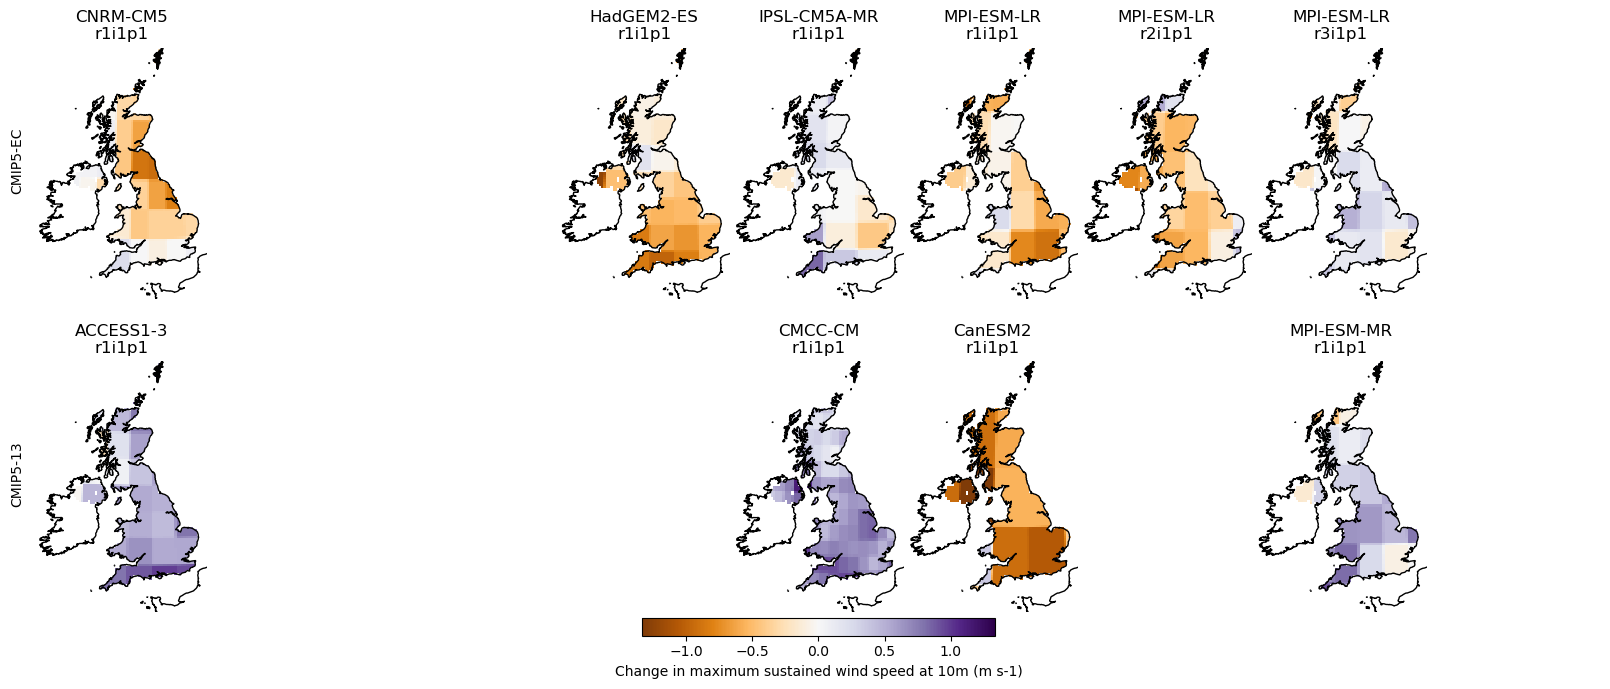 CNRM-CM5
r1i1p1
HadGEM2-ES
r1i1p1
IPSL-CM5A-MR
r1i1p1
MPI-ESM-LR
r1i1p1
MPI-ESM-LR
r2i1p1
MPI-ESM-LR
r3i1p1
CMIP5-EC
ACCESS1-3
r1i1p1
CMCC-CM
r1i1p1
CanESM2
r1i1p1
MPI-ESM-MR
r1i1p1
CMIP5-13
−1.0 −0.5 0.0 0.5 1.0
Change in maximum sustained wind speed at 10m (m s-1)